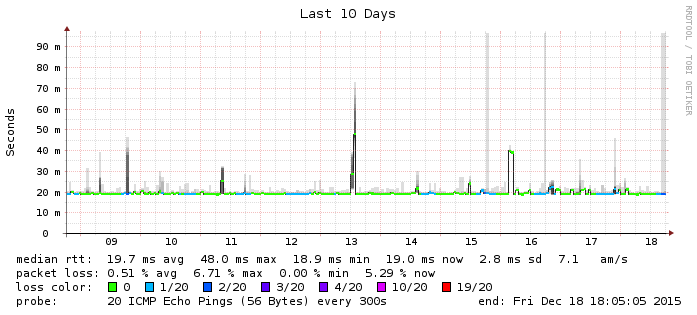 Last 10 Days
RRDTOOL / TOBI OETIKER
Seconds
90 m
80 m
70 m
60 m
50 m
40 m
30 m
20 m
10 m
0
09 10 11 12 13 14 15 16 17 18
median rtt: 19.7 ms avg 48.0 ms max 18.9 ms min 19.0 ms now 2.8 ms sd 7.1 am/s
packet loss: 0.51 % avg 6.71 % max 0.00 % min 5.29 % now
loss color: 0 1/20 2/20 3/20 4/20 10/20 19/20
probe: 20 ICMP Echo Pings (56 Bytes) every 300s end: Fri Dec 18 18:05:05 2015